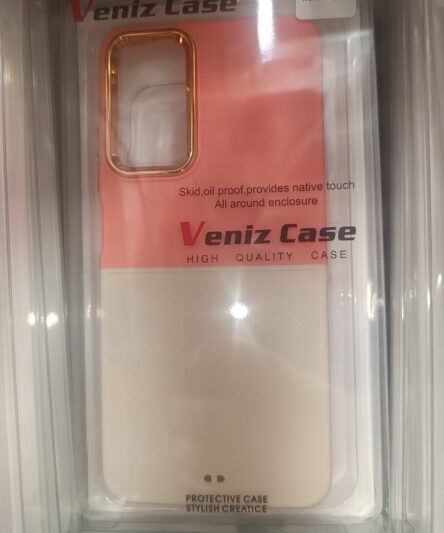 Veniz Case
Skid,oil proof,provides native touch
All around enclosure
Veniz Case
HIGH QUALITY CASE
PROTECTIVE CASE
STYLISH CREATICE